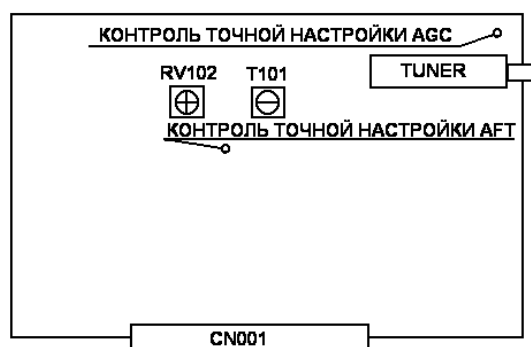 КОНТРОЛЬ ТОЧНОЙ НАСТРОЙКИ AGC
RV102 T101 TUNER
КОНТРОЛЬ ТОЧНОЙ НАСТРОЙКИ AFT
CN001